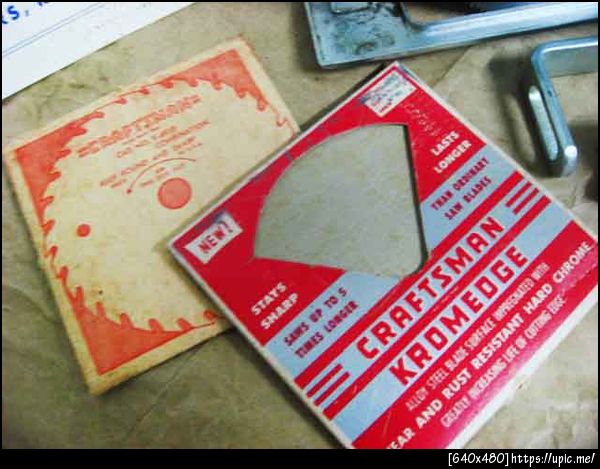 CRAFTSMAN
NEW!
STAYS
SHARP
SAWS UP TO 5
TIMES LONGER
LASTS
LONGER
THAN ORDINARY
SAW BLADES
CRAFTSMAN
KROMEDGE
ALLOY STEEL BLADE SURFACE IMPREGNATED WITH
EAR AND RUST RESISTANT HARD CHROME
GREATLY INCREASING LIFE OF CUTTING EDGE
[640x480]https://upic.me/